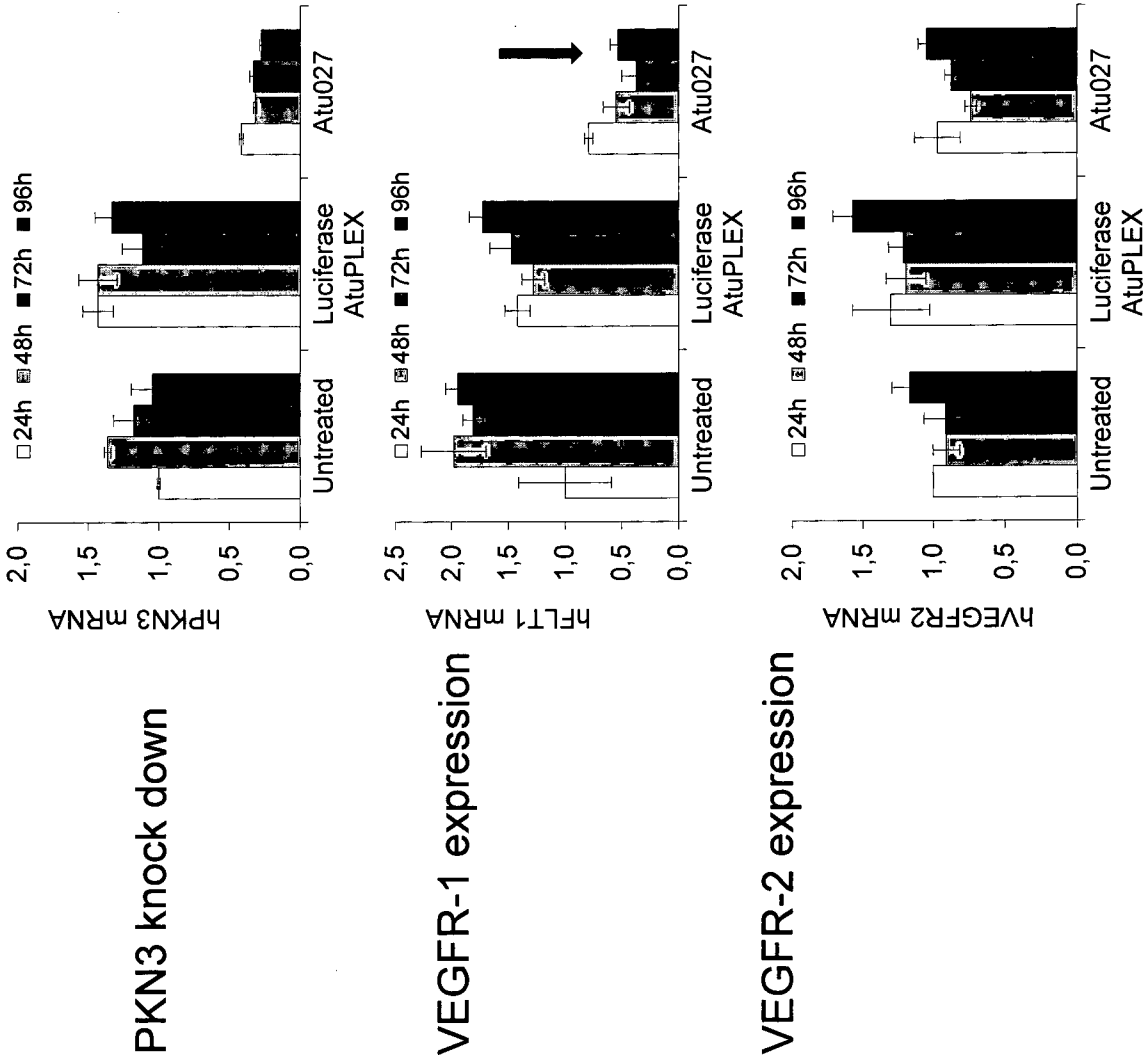 PKN3 knock down
hPKN3 mRNA
24h 48h 72h 96h
2,0
1,5
1,0
0,5
0,0
Untreated
Luciferase
AtuPLEX
Atu027
VEGFR-1 expression
hFLT1 mRNA
24h 48h 72h 96h
2,5
2,0
1,5
1,0
0,5
0,0
Untreated
Luciferase
AtuPLEX
Atu027
VEGFR-2 expression
hVEGFR2 mRNA
24h 48h 72h 96h
2,0
1,5
1,0
0,5
0,0
Untreated
Luciferase
AtuPLEX
Atu027